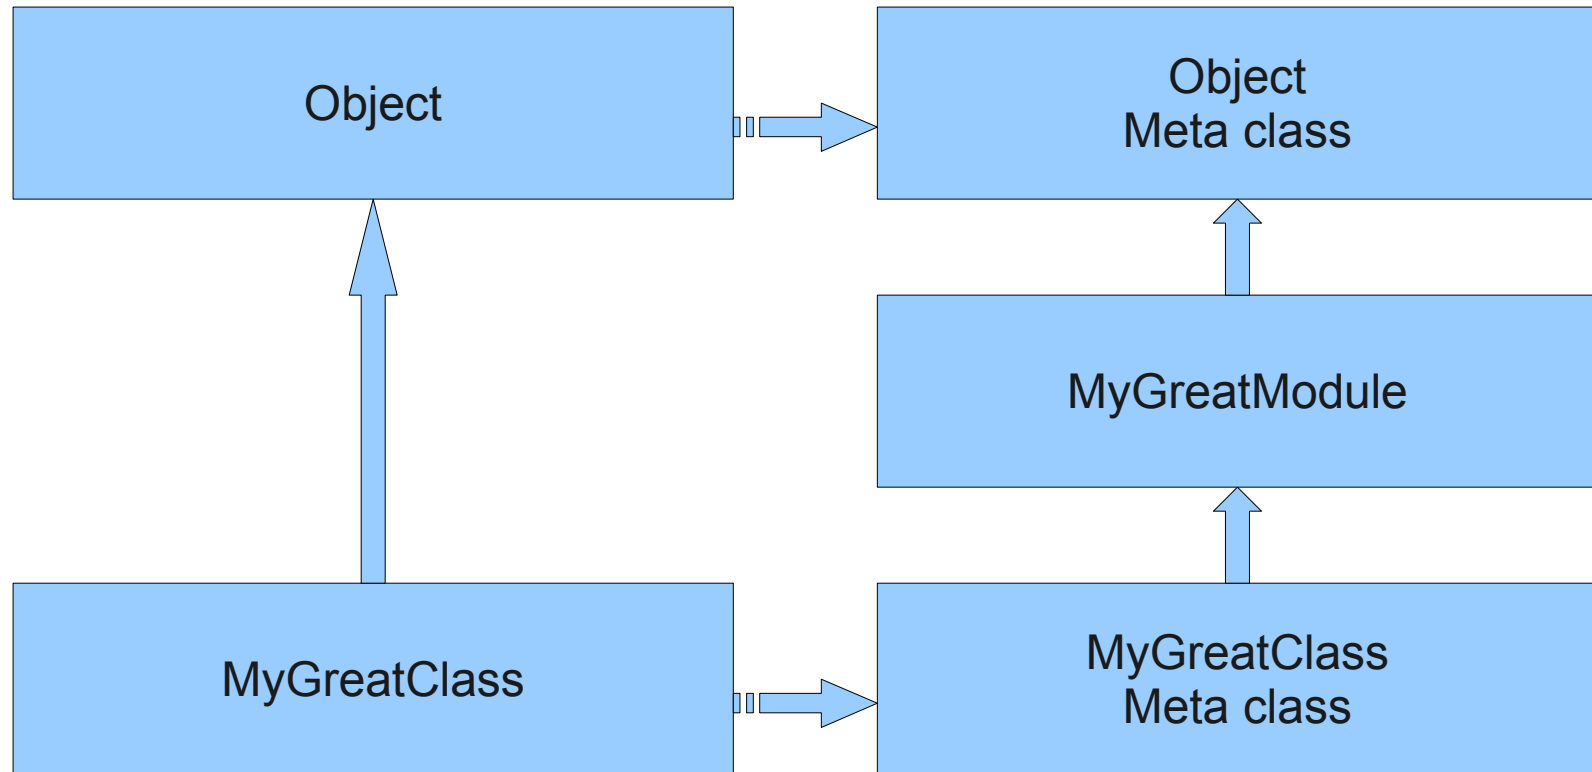 Object
Object
Meta class
MyGreatModule
MyGreatClass
MyGreatClass
Meta class